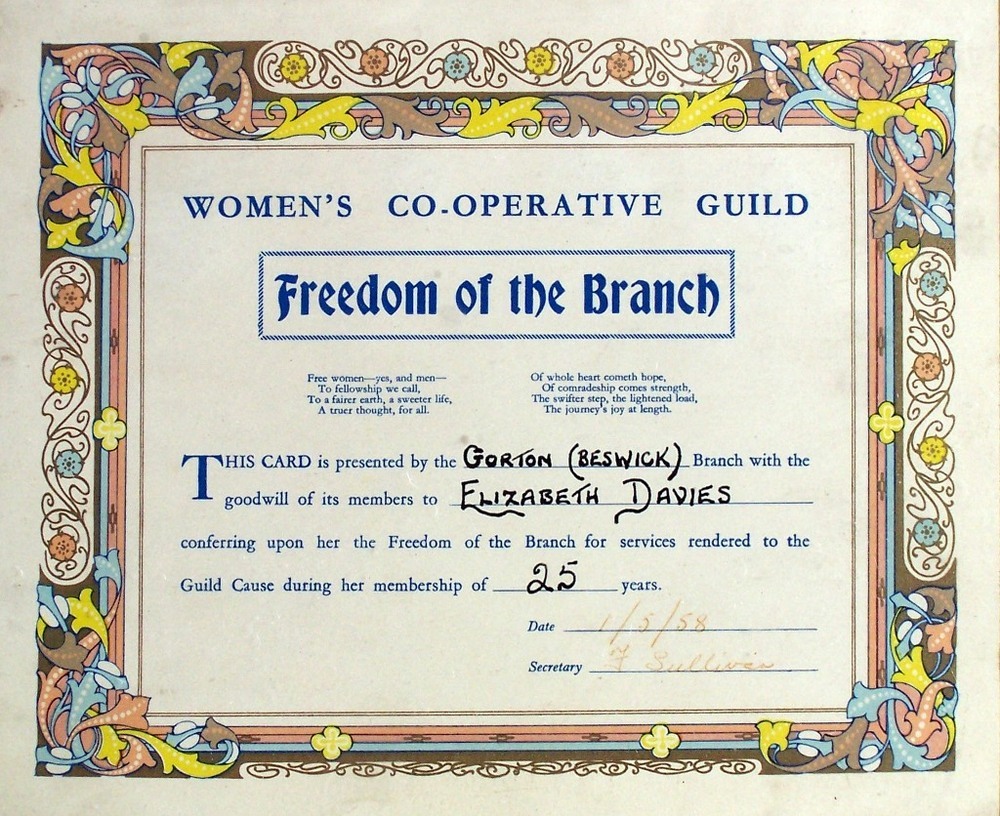 WOMEN'S CO-OPERATIVE GUILD
Freedom of the Branch
Free women—yes, and men—
To fellowship we call,
To a fairer earth, a sweeter life,
A truer thought, for all.
Of whole heart cometh hope,
Of comradeship comes strength,
The swifter step, the lightened load,
The journey's joy at length.
THIS CARD is presented by the GORTON (BESWICK) Branch with the
goodwill of its members to ELIZABETH DAVIES
conferring upon her the Freedom of the Branch for services rendered to the
Guild Cause during her membership of 25 years.
Date 1/5/58
Secretary F Sullivan